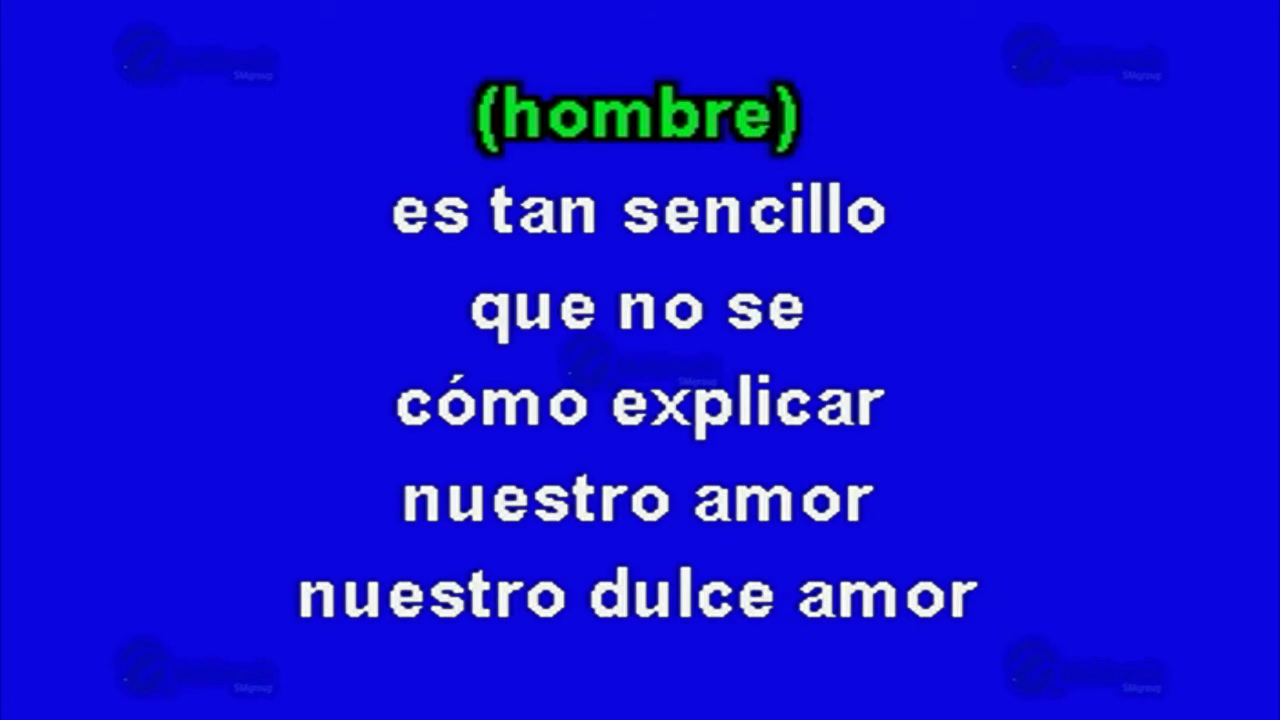 (hombre)
es tan sencillo
que no se
cómo explicar
nuestro amor
nuestro dulce amor